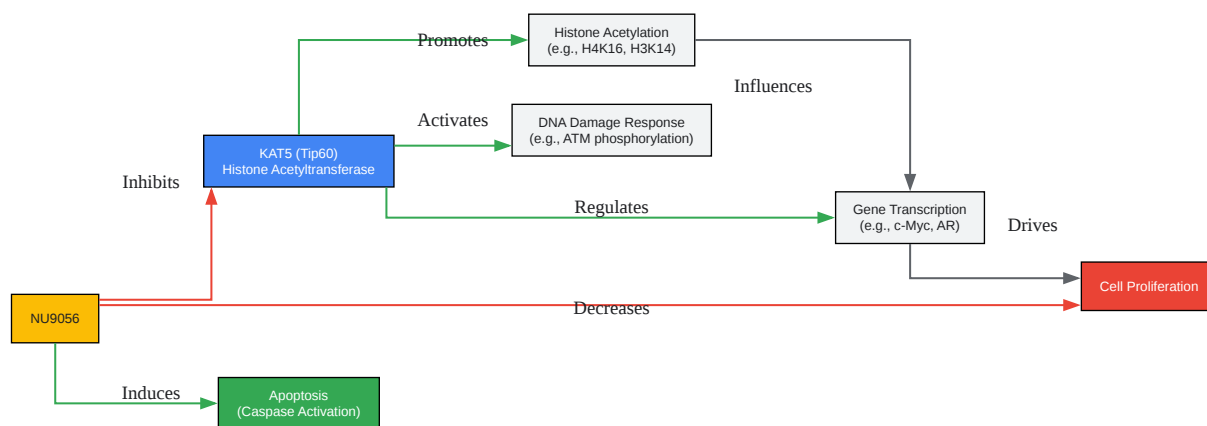 Promotes
Histone Acetylation
(e.g., H4K16, H3K14)
Influences
Activates
DNA Damage Response
(e.g., ATM phosphorylation)
KAT5 (Tip60)
Histone Acetyltransferase
Inhibits
Regulates
Gene Transcription
(e.g., c-Myc, AR)
Drives
Cell Proliferation
NU9056
Decreases
Induces
Apoptosis
(Caspase Activation)